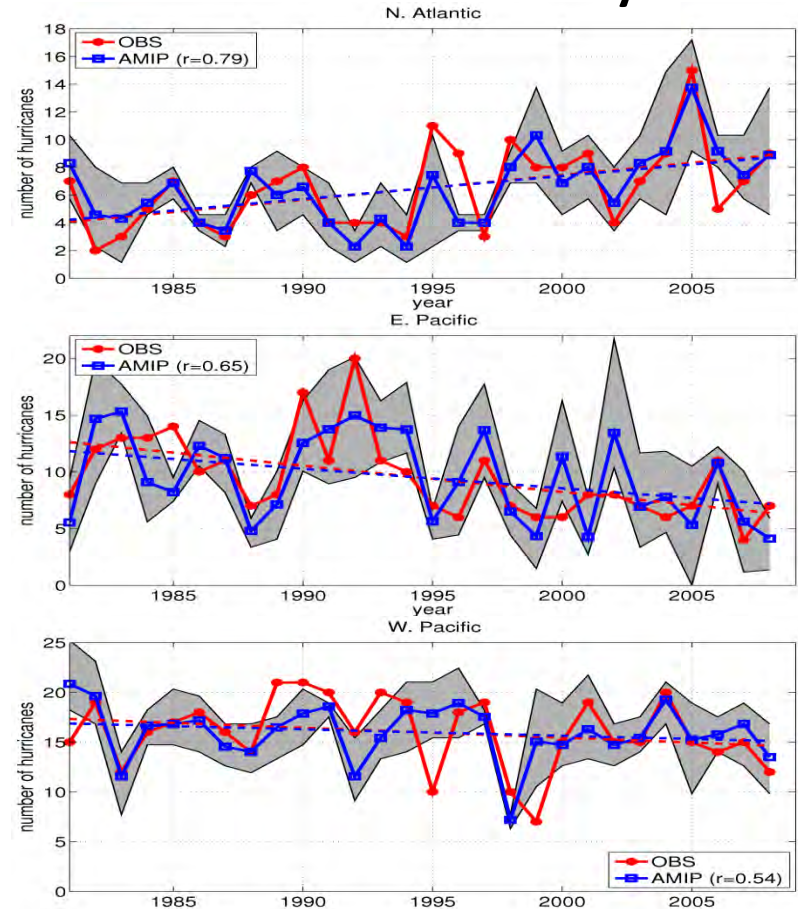 N. Atlantic
OBS
AMIP (r=0.79)
number of hurricanes
18
16
14
12
10
8
6
4
2
0
1985 1990 1995 2000 2005
year
E. Pacific
OBS
AMIP (r=0.65)
number of hurricanes
20
15
10
5
0
1985 1990 1995 2000 2005
year
W. Pacific
number of hurricanes
25
20
15
10
5
0
OBS
AMIP (r=0.54)
1985 1990 1995 2000 2005